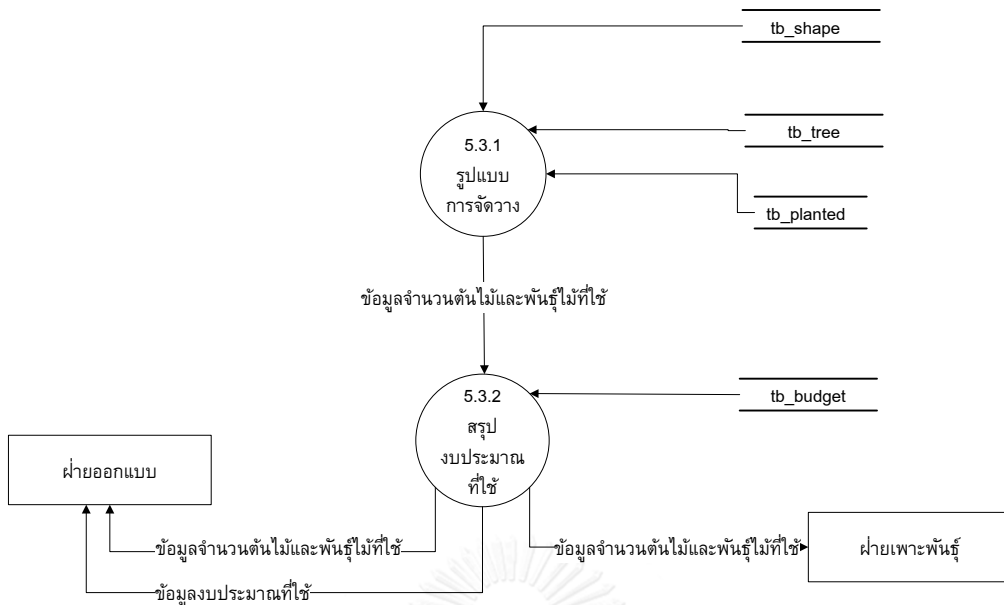 tb_shape
5.3.1
รูปแบบ
การจัดวาง
tb_tree
tb_planted
ข้อมูลจำนวนต้นไม้และพันธุ์ไม้ที่ใช้
5.3.2
สรุป
งบประมาณ
ที่ใช้
tb_budget
ฝ่ายออกแบบ
ข้อมูลจำนวนต้นไม้และพันธุ์ไม้ที่ใช้
ข้อมูลงบประมาณที่ใช้
ข้อมูลจำนวนต้นไม้และพันธุ์ไม้ที่ใช้
ฝ่ายเพาะพันธุ์